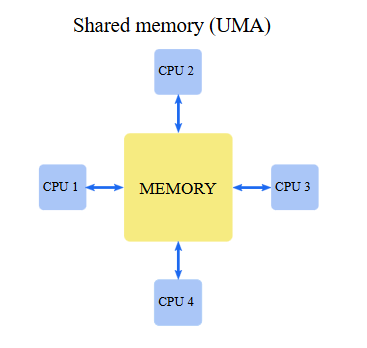 Shared memory (UMA)
CPU 2
CPU 1
MEMORY
CPU 3
CPU 4